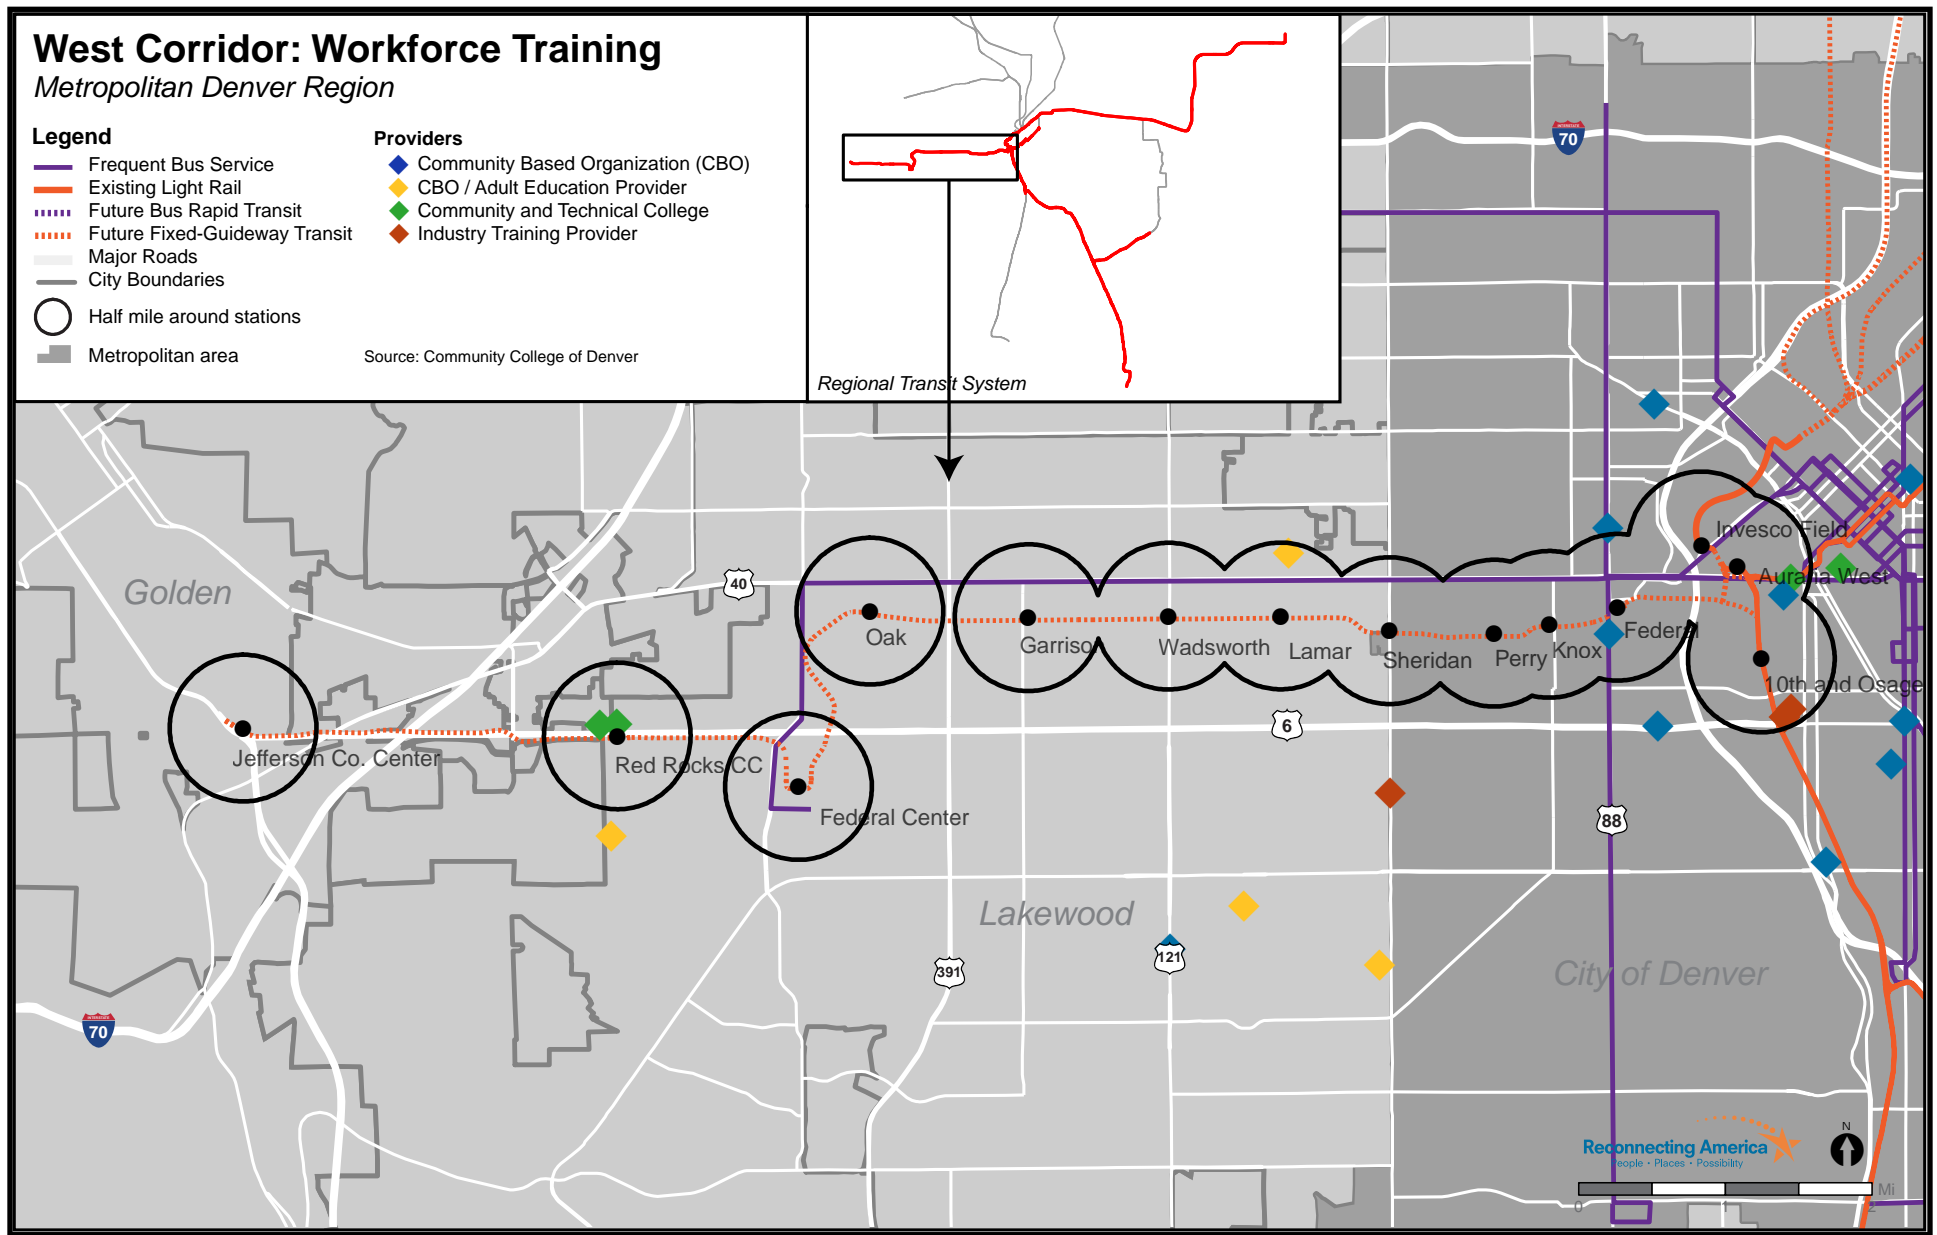 West Corridor: Workforce Training
Metropolitan Denver Region
Legend
Frequent Bus Service
Existing Light Rail
Future Bus Rapid Transit
Future Fixed-Guideway Transit
Major Roads
City Boundaries
Half mile around stations
Metropolitan area
Providers
Community Based Organization (CBO)
CBO / Adult Education Provider
Community and Technical College
Industry Training Provider
Source: Community College of Denver
Regional Transit System
INTERSTATE
70
Golden
40
Invesco Field
Auraria West
Oak
Garrison
Wadsworth
Lamar
Sheridan
Perry
Knox
Federal
10th and Osage
Jefferson Co. Center
Red Rocks CC
Federal Center
6
88
Lakewood
391
121
City of Denver
INTERSTATE
70
Reconnecting America
People • Places • Possibility
N
Mi
0 1 2